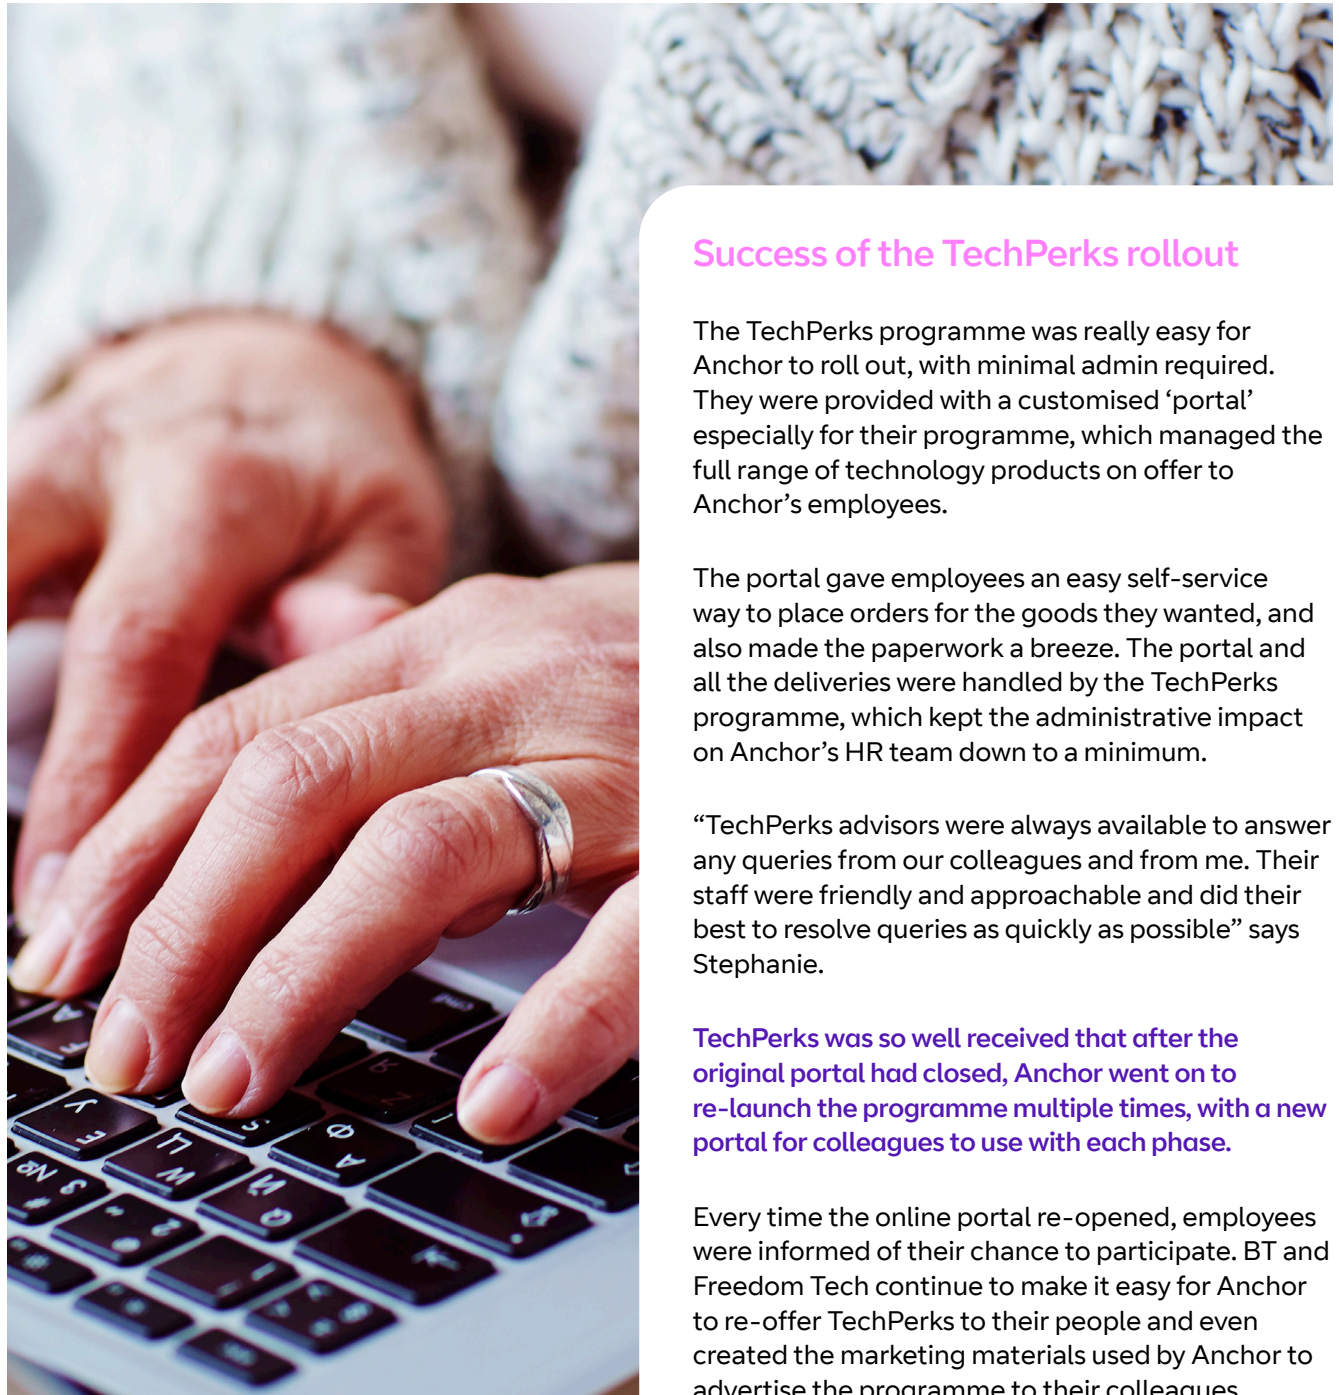 Success of the TechPerks rollout
The TechPerks programme was really easy for
Anchor to roll out, with minimal admin required.
They were provided with a customised ‘portal’
especially for their programme, which managed the
full range of technology products on offer to
Anchor’s employees.
The portal gave employees an easy self-service
way to place orders for the goods they wanted, and
also made the paperwork a breeze. The portal and
all the deliveries were handled by the TechPerks
programme, which kept the administrative impact
on Anchor’s HR team down to a minimum.
“TechPerks advisors were always available to answer
any queries from our colleagues and from me. Their
staff were friendly and approachable and did their
best to resolve queries as quickly as possible” says
Stephanie.
TechPerks was so well received that after the
original portal had closed, Anchor went on to
re-launch the programme multiple times, with a new
portal for colleagues to use with each phase.
Every time the online portal re-opened, employees
were informed of their chance to participate. BT and
Freedom Tech continue to make it easy for Anchor
to re-offer TechPerks to their people and even
created the marketing materials used by Anchor to
advertise the programme to their colleagues